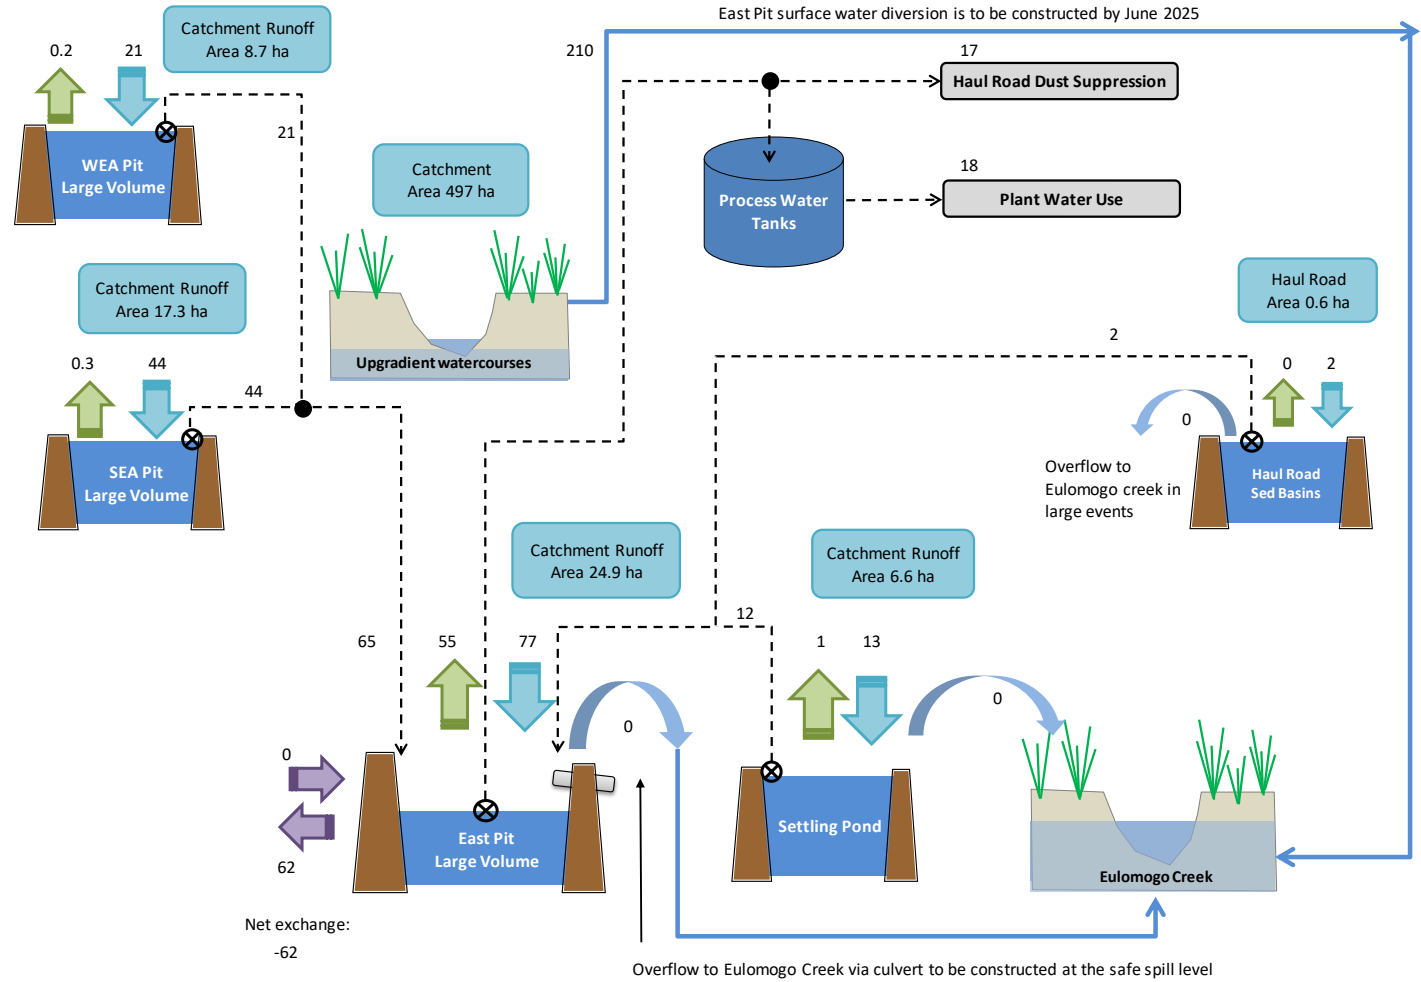 East Pit surface water diversion is to be constructed by June 2025
Catchment Runoff
Area 8.7 ha
0.2
21
210
17
Haul Road Dust Suppression
21
WEA Pit
Large Volume
Catchment
Area 497 ha
18
Process Water
Tanks
Plant Water Use
Catchment Runoff
Area 17.3 ha
Haul Road
Area 0.6 ha
0.3
44
44
Upgradient watercourses
2
0
2
0
SEA Pit
Large Volume
Overflow to
Eulomogo creek in
large events
Haul Road
Sed Basins
Catchment Runoff
Area 24.9 ha
Catchment Runoff
Area 6.6 ha
12
65
55
77
1
13
0
0
0
62
East Pit
Large Volume
Settling Pond
Eulomogo Creek
Net exchange:
-62
Overflow to Eulomogo Creek via culvert to be constructed at the safe spill level